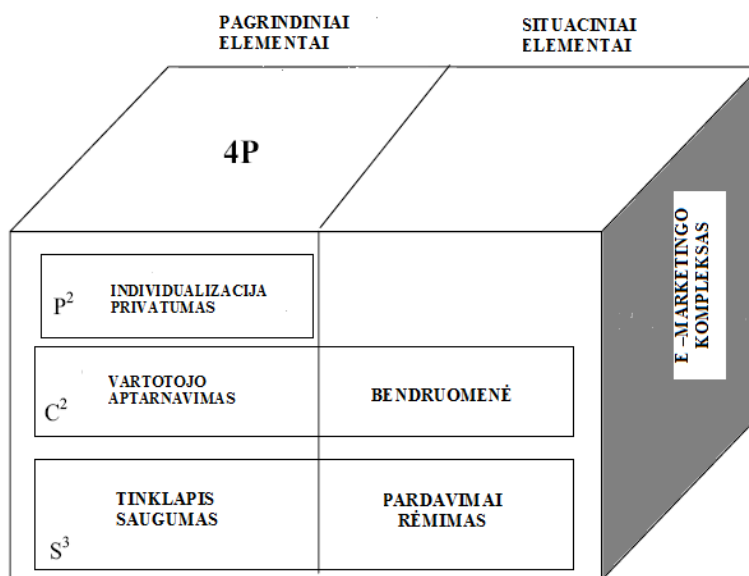 PAGRINDINIAI
ELEMENTAI
SITUACINIAI
ELEMENTAI
4P
P²
INDIVIDUALIZACIJA
PRIVATUMAS
C²
VARTOTOJO
APTARNAVIMAS
BENDRUOMENĖ
S³
TINKLAPIS
SAUGUMAS
PARDAVIMAI
RĖMIMAS
E –MARKETINGO
KOMPLEKSAS